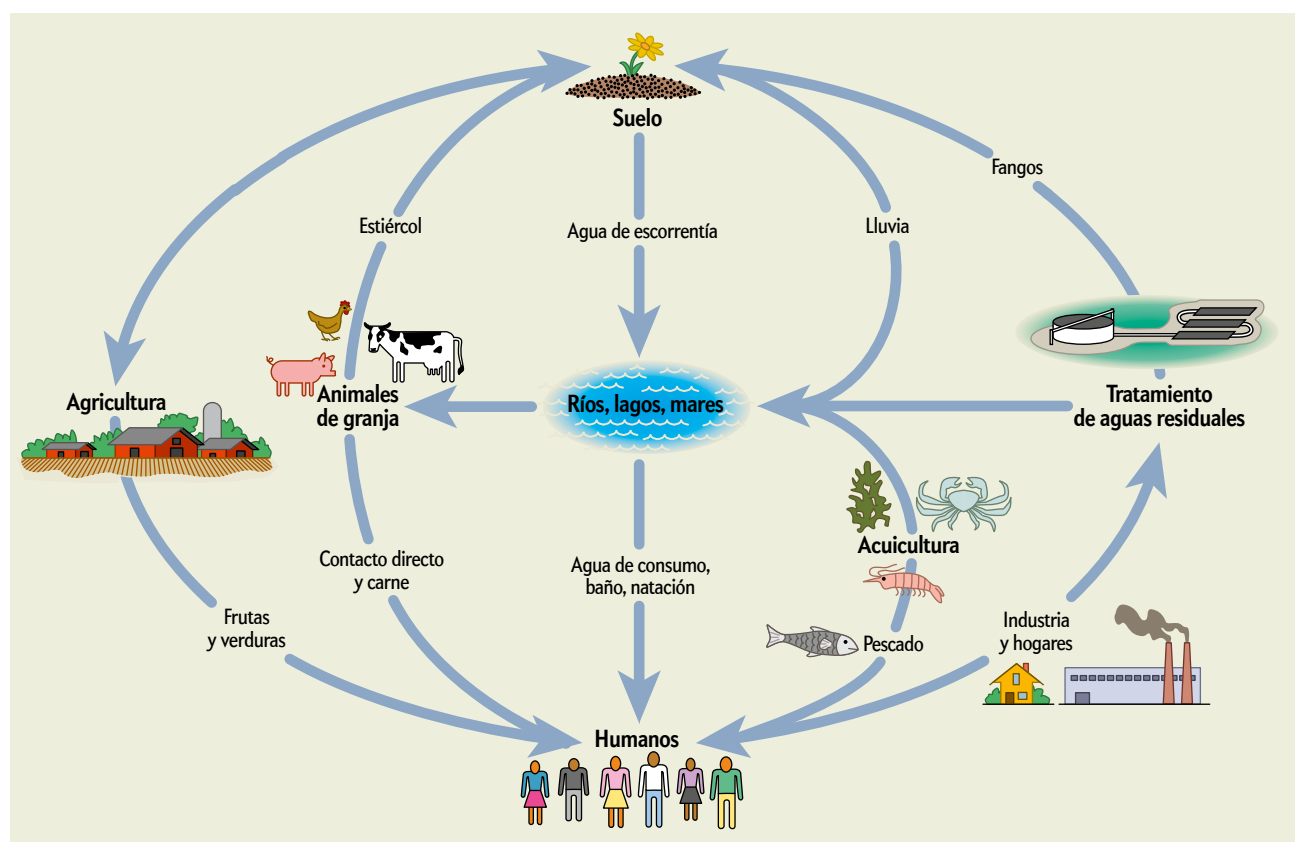 Suelo
Fangos
Estiércol
Agua de escorrentía
Lluvia
Agricultura
Animales
de granja
Ríos, lagos, mares
Tratamiento
de aguas residuales
Contacto directo
y carne
Agua de consumo,
baño, natación
Acuicultura
Frutas
y verduras
Pescado
Industria
y hogares
Humanos